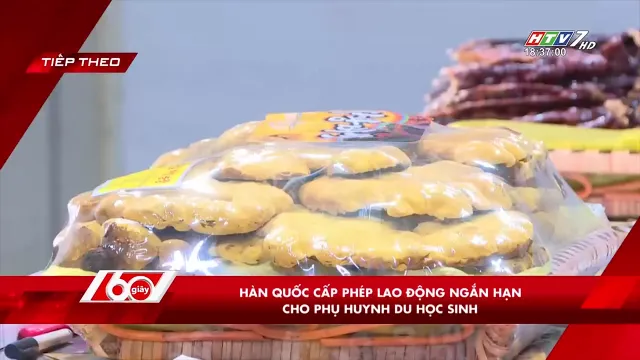 TIẾP THEO
HTV7 HD
18:37:00
60 giây
HÀN QUỐC CẤP PHÉP LAO ĐỘNG NGẮN HẠN
CHO PHỤ HUYNH DU HỌC SINH